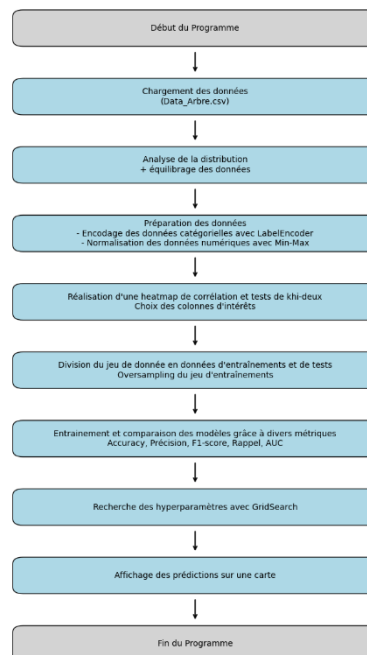 Début du Programme
Chargement des données
(Data_Arbre.csv)
Analyse de la distribution
+ équilibrage des données
Préparation des données
- Encodage des données catégorielles avec LabelEncoder
- Normalisation des données numériques avec Min-Max
Réalisation d'une heatmap de corrélation et tests de khi-deux
Choix des colonnes d'intérêts
Division du jeu de donnée en données d'entraînements et de tests
Oversampling du jeu d'entraînements
Entrainement et comparaison des modèles grâce à divers métriques
Accuracy, Précision, F1-score, Rappel, AUC
Recherche des hyperparamètres avec GridSearch
Affichage des prédictions sur une carte
Fin du Programme